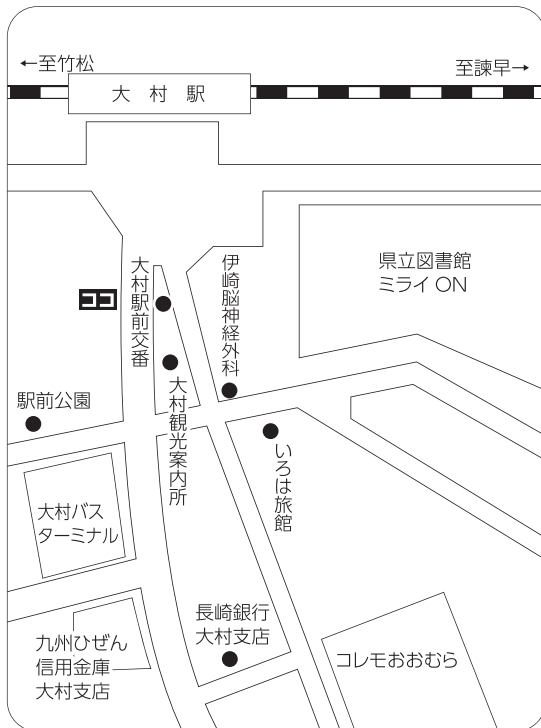 ←至竹松
至諫早→
大村駅
県立図書館
ミライON
大村駅前交番
伊崎脳神経外科
ココ
駅前公園
大村観光案内所
いろは旅館
大村バス
ターミナル
長崎銀行
大村支店
九州ひぜん
信用金庫
大村支店
コレモおおむら